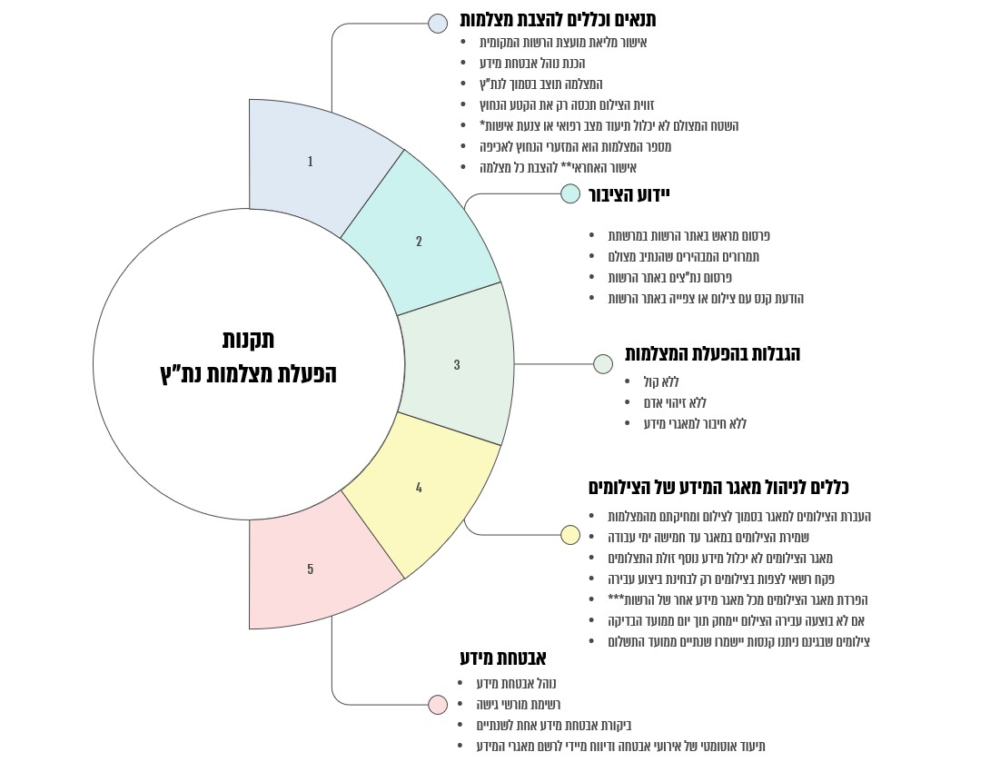 תקנות
הפעלת מצלמות נת"ץ
1
תנאים וכללים להצבת מצלמות
• אישור מליאת מועצת הרשות המקומית
• הכנת נוהל אבטחת מידע
• המצלמה תוצב בסמוך לנת"ץ
• זווית הצילום תכסה רק את הקטע הנחוץ
• השטח המצולם לא יכלול תיעוד מצב רפואי או צנעת אישות*
• מספר המצלמות הוא המזערי הנחוץ לאכיפה
• אישור האחראי** להצבת כל מצלמה
2
יידוע הציבור
• פרסום מראש באתר הרשות במרשתת
• תמרורים המבהירים שהנתיב מצולם
• פרסום נת"צים באתר הרשות
• הודעת קנס עם צילום או צפייה באתר הרשות
3
הגבלות בהפעלת המצלמות
• ללא קול
• ללא זיהוי אדם
• ללא חיבור למאגרי מידע
4
כללים לניהול מאגר המידע של הצילומים
• העברת הצילומים למאגר בסמוך לצילום ומחיקתם מהמצלמות
• שמירת הצילומים במאגר עד חמישה ימי עבודה
• מאגר הצילומים לא יכלול מידע נוסף זולת התצלומים
• פקח רשאי לצפות בצילומים רק לבחינת ביצוע עבירה
• הפרדת מאגר הצילומים מכל מאגר מידע אחר של הרשות***
• אם לא בוצעה עבירה הצילום יימחק תוך יום ממועד הבדיקה
• צילומים שבגינם ניתנו קנסות יישמרו שנתיים ממועד התשלום
5
אבטחת מידע
• נוהל אבטחת מידע
• רשימת מורשי גישה
• ביקורת אבטחת מידע אחת לשנתיים
• תיעוד אוטומטי של אירועי אבטחה ודיווח מיידי לרשם מאגרי המידע